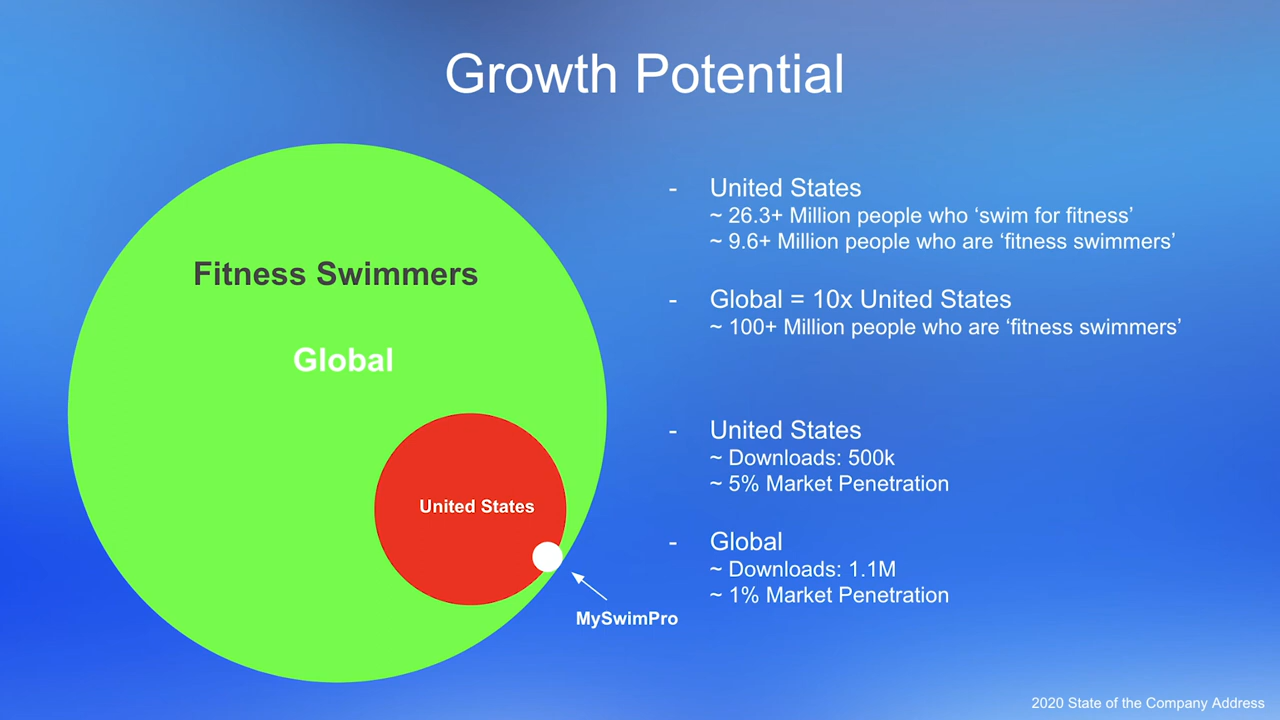 Growth Potential
Fitness Swimmers
Global
United States
MySwimPro
- United States
~ 26.3+ Million people who ‘swim for fitness’
~ 9.6+ Million people who are ‘fitness swimmers’
- Global = 10x United States
~ 100+ Million people who are ‘fitness swimmers’
- United States
~ Downloads: 500k
~ 5% Market Penetration
- Global
~ Downloads: 1.1M
~ 1% Market Penetration
2020 State of the Company Address